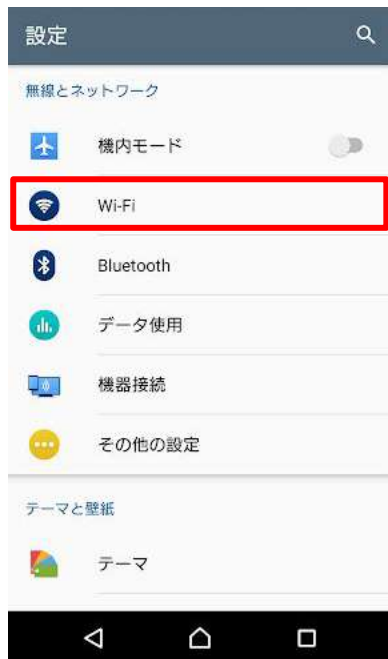 設定
無線とネットワーク
機内モード
Wi-Fi
Bluetooth
データ使用
機器接続
その他の設定
テーマと壁紙
テーマ